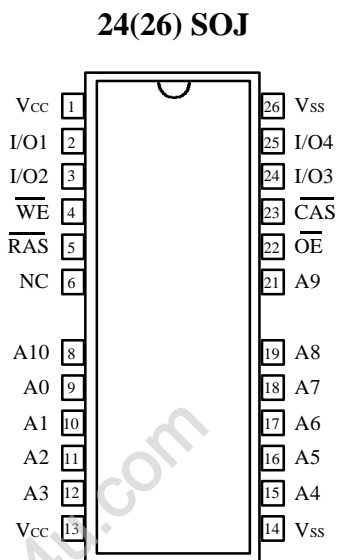 24(26) SOJ
Vcc 1 26 Vss
I/O1 2 25 I/O4
I/O2 3 24 I/O3
WE 4 23 CAS
RAS 5 22 OE
NC 6 21 A9
A10 8 19 A8
A0 9 18 A7
A1 10 17 A6
A2 11 16 A5
A3 12 15 A4
Vcc 13 14 Vss
4u.com